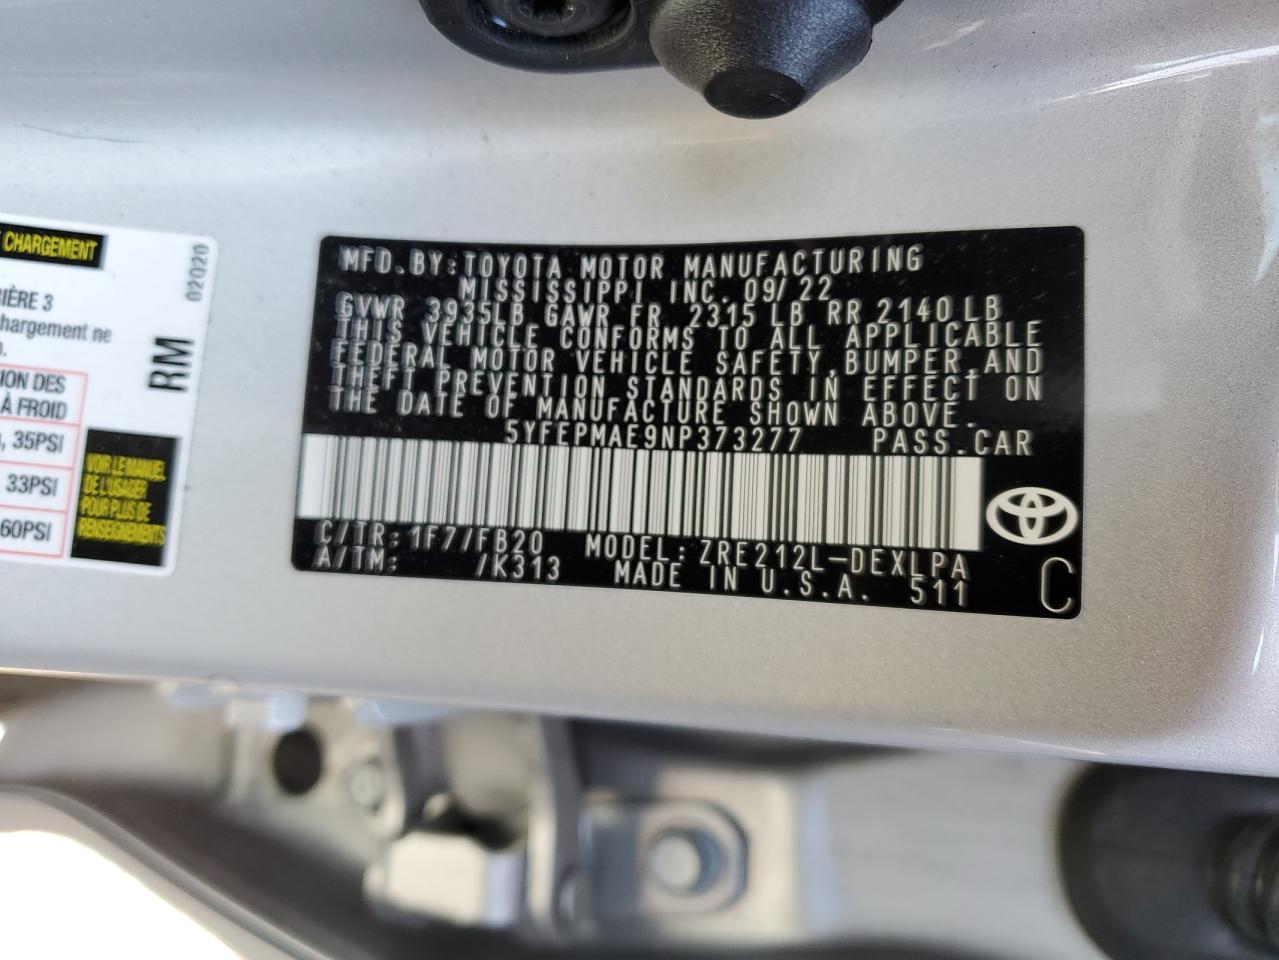 CHARGEMENT
02020
RIÈRE 3
chargement ne
RM
TION DES
À FROID
35PSI
33PSI
60PSI
VOIR LE MANUEL
DE L'USAGER
POUR PLUS DE
RENSEIGNEMENTS
MFD.BY:TOYOTA MOTOR MANUFACTURING
MISSISSIPPI INC. 09/22
GVWR 3935LB GAWR FR 2315 LB RR 2140 LB
THIS VEHICLE CONFORMS TO ALL APPLICABLE
FEDERAL MOTOR VEHICLE SAFETY,BUMPER,AND
THEFT PREVENTION STANDARDS IN EFFECT ON
THE DATE OF MANUFACTURE SHOWN ABOVE.
5YFEPMAE9NP373277 PASS.CAR
C/TR:1F7/FB20 MODEL:ZRE212L-DEXLPA
A/TM: /K313 MADE IN U.S.A. 511
C